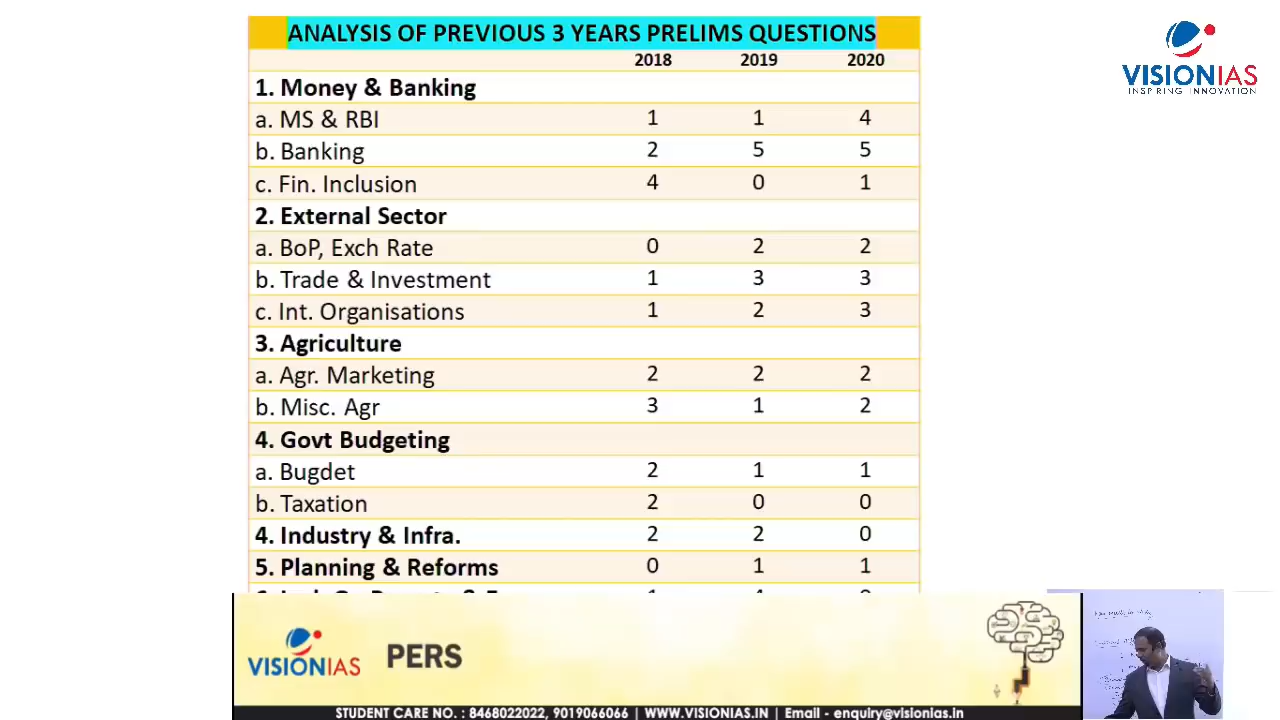 ANALYSIS OF PREVIOUS 3 YEARS PRELIMS QUESTIONS
VISIONIAS
INSPIRING INNOVATION
2018 2019 2020
1. Money & Banking
a. MS & RBI 1 1 4
b. Banking 2 5 5
c. Fin. Inclusion 4 0 1
2. External Sector
a. BoP, Exch Rate 0 2 2
b. Trade & Investment 1 3 3
c. Int. Organisations 1 2 3
3. Agriculture
a. Agr. Marketing 2 2 2
b. Misc. Agr 3 1 2
4. Govt Budgeting
a. Bugdet 2 1 1
b. Taxation 2 0 0
4. Industry & Infra. 2 2 0
5. Planning & Reforms 0 1 1
VISIONIAS
PERS
STUDENT CARE NO. : 8468022022, 9019066066 | WWW.VISIONIAS.IN | Email - enquiry@visionias.in